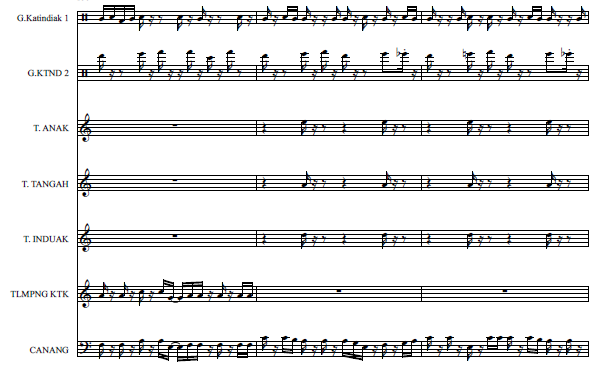 G.Katindiak 1
G.KTND 2
T. ANAK
T. TANGAH
T. INDUAK
TLMPNG KTK
CANANG